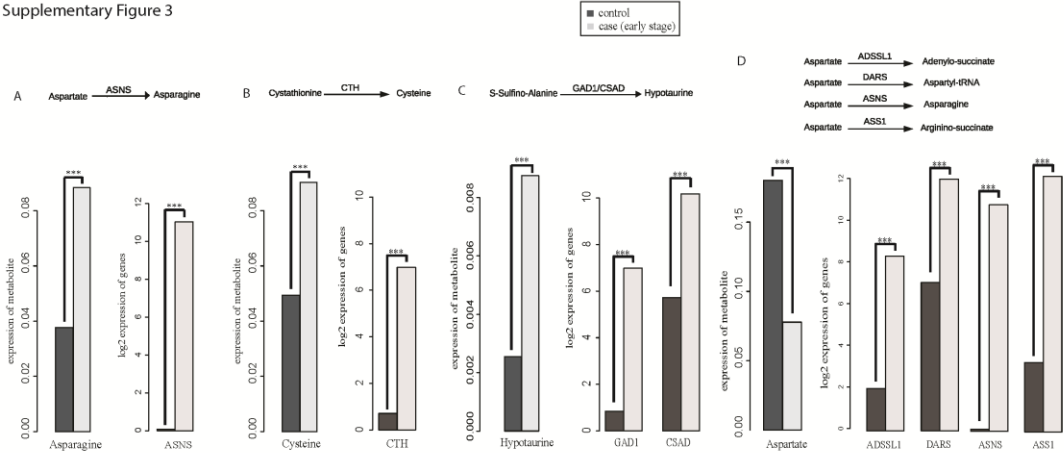 Supplementary Figure 3
control
case (early stage)
A
Aspartate ASNS Asparagine
B
Cystathionine CTH Cysteine
C
S-Sulfino-Alanine GAD1/CSAD Hypotaurine
D
Aspartate ADSSL1 Adenylo-succinate
Aspartate DARS Aspartyl-tRNA
Aspartate ASNS Asparagine
Aspartate ASS1 Arginino-succinate
expression of metabolite
0.00 0.02 0.04 0.06 0.08
***
Asparagine
log2 expression of genes
0 2 4 6 8 10 12
***
ASNS
expression of metabolite
0.00 0.02 0.04 0.06 0.08
***
Cysteine
log2 expression of genes
0 2 4 6 8 10
***
CTH
expression of metabolite
0.000 0.002 0.004 0.006 0.008
***
Hypotaurine
log2 expression of genes
0 2 4 6 8 10
***
***
GAD1 CSAD
expression of metabolite
0.00 0.05 0.10 0.15
***
Aspartate
log2 expression of genes
0 2 4 6 8 10 12
***
***
***
***
ADSSL1 DARS ASNS ASS1